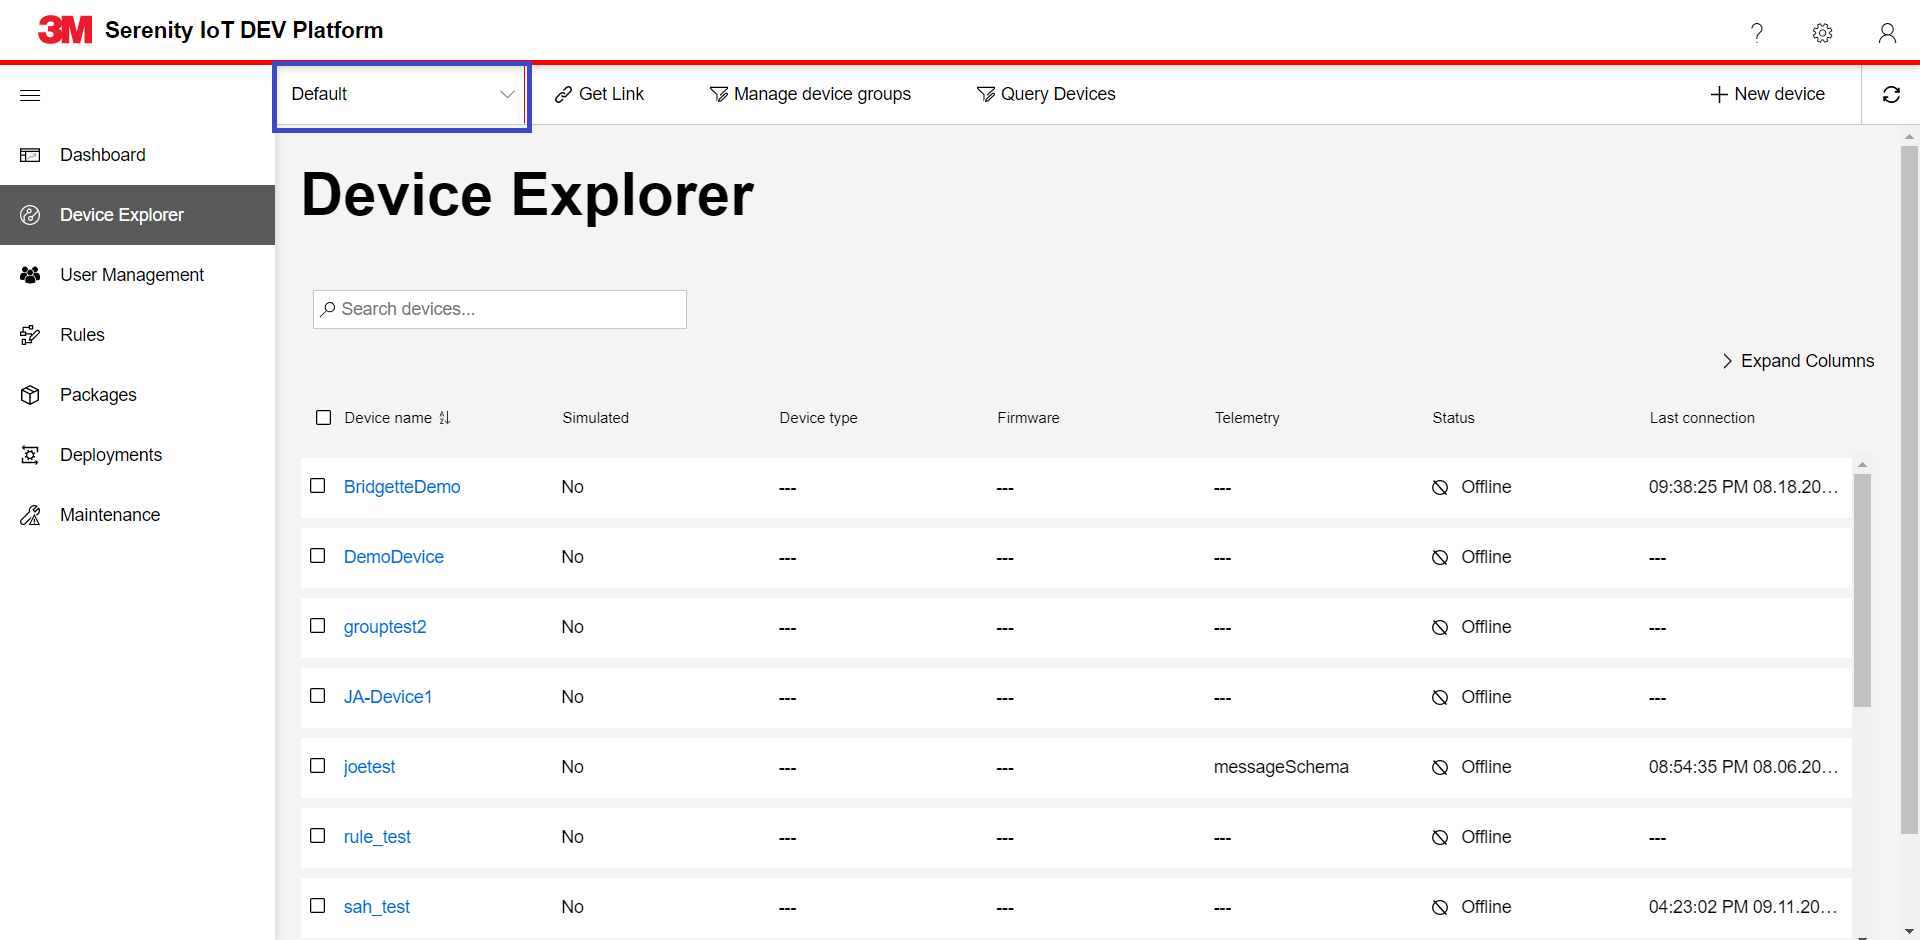 3M Serenity IoT DEV Platform
Default
Get Link
Manage device groups
Query Devices
New device
Dashboard
Device Explorer
User Management
Rules
Packages
Deployments
Maintenance
Device Explorer
Search devices...
Expand Columns
Device name Simulated Device type Firmware Telemetry Status Last connection
BridgetteDemo No --- --- --- Offline 09:38:25 PM 08.18.20...
DemoDevice No --- --- --- Offline ---
grouptest2 No --- --- --- Offline ---
JA-Device1 No --- --- --- Offline ---
joetest No --- --- messageSchema Offline 08:54:35 PM 08.06.20...
rule_test No --- --- --- Offline ---
sah_test No --- --- --- Offline 04:23:02 PM 09.11.20...